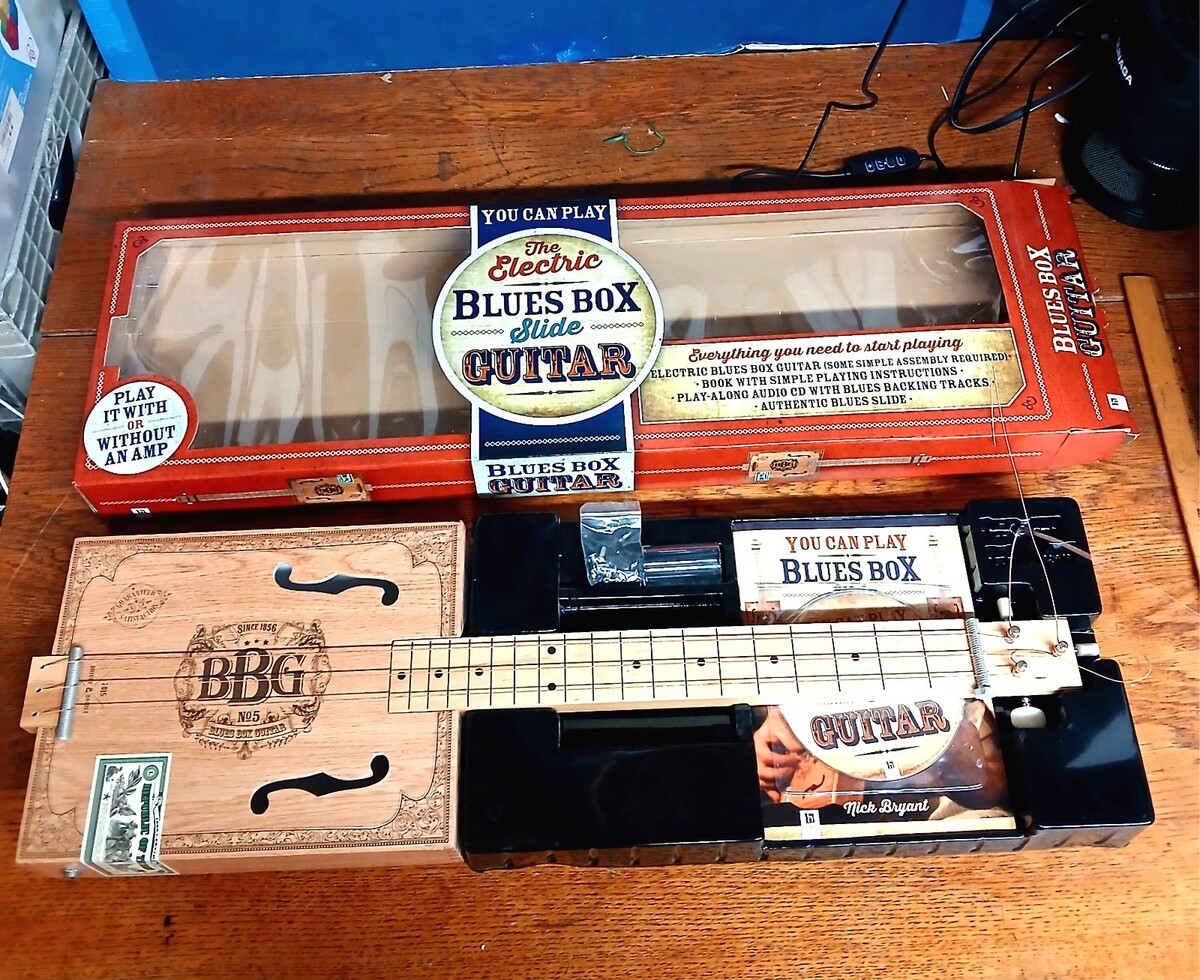 YOU CAN PLAY
The
Electric
BLUES BOX
Slide
GUITAR
BLUES BOX
GUITAR
PLAY
IT WITH
OR
WITHOUT
AN AMP
Everything you need to start playing
ELECTRIC BLUES BOX GUITAR (SOME SIMPLE ASSEMBLY REQUIRED)·
· BOOK WITH SIMPLE PLAYING INSTRUCTIONS ·
· PLAY-ALONG AUDIO CD WITH BLUES BACKING TRACKS ·
· AUTHENTIC BLUES SLIDE ·
BLUES BOX
GUITAR
GUARANTEED
SATISFACTION
SINCE 1856
BBG
No5
BLUES BOX GUITAR
YOU CAN PLAY
BLUES BOX
GUITAR
Nick Bryant